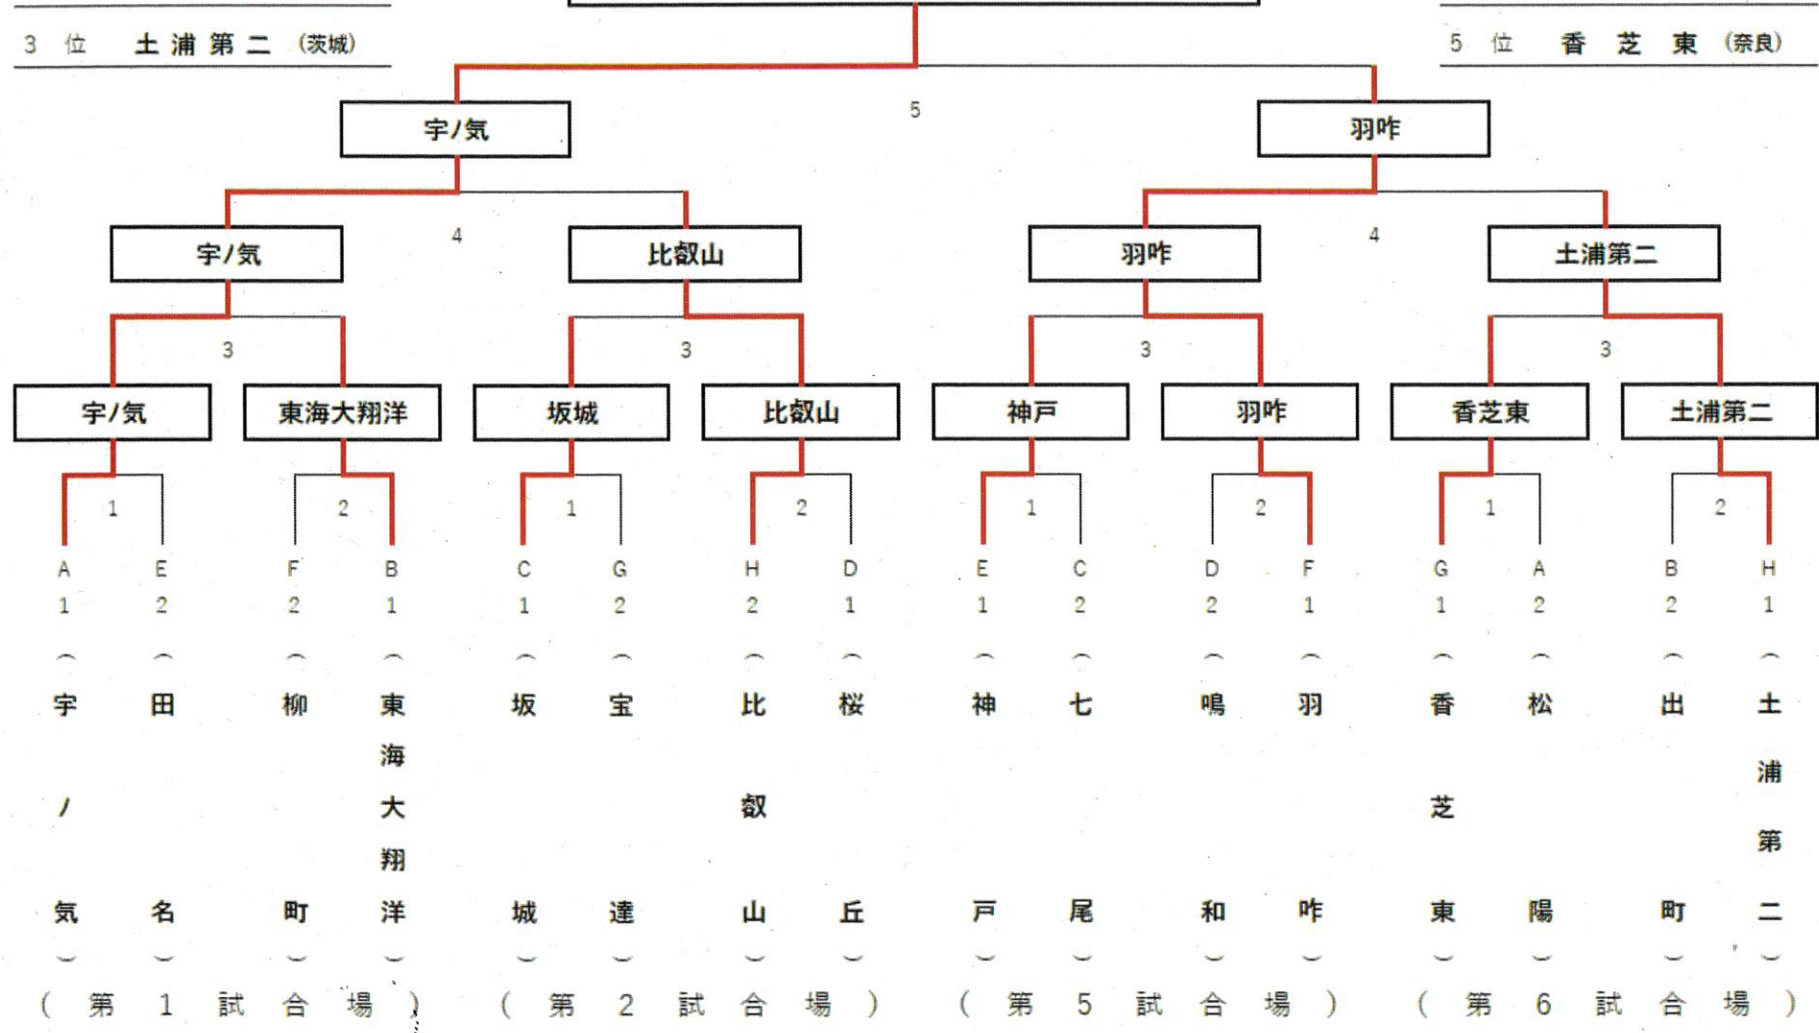 3 位 土浦第二 (茨城)
5 位 香芝東 (奈良)
5
宇ノ気
羽咋
4
4
宇ノ気
比叡山
羽咋
土浦第二
3
3
3
3
宇ノ気
東海大翔洋
坂城
比叡山
神戸
羽咋
香芝東
土浦第二
1 2 1 2 1 2 1 2
A E F B C G H D E C D F G A B H
1 2 2 1 1 2 2 1 1 2 2 1 1 2 2 1
(宇ノ気)
(田名)
(柳町)
(東海大翔洋)
(坂城)
(宝達)
(比叡山)
(桜丘)
(神戸)
(七尾)
(鳴和)
(羽咋)
(香芝東)
(松陽)
(出町)
(土浦第二)
(第1試合場)
(第2試合場)
(第5試合場)
(第6試合場)